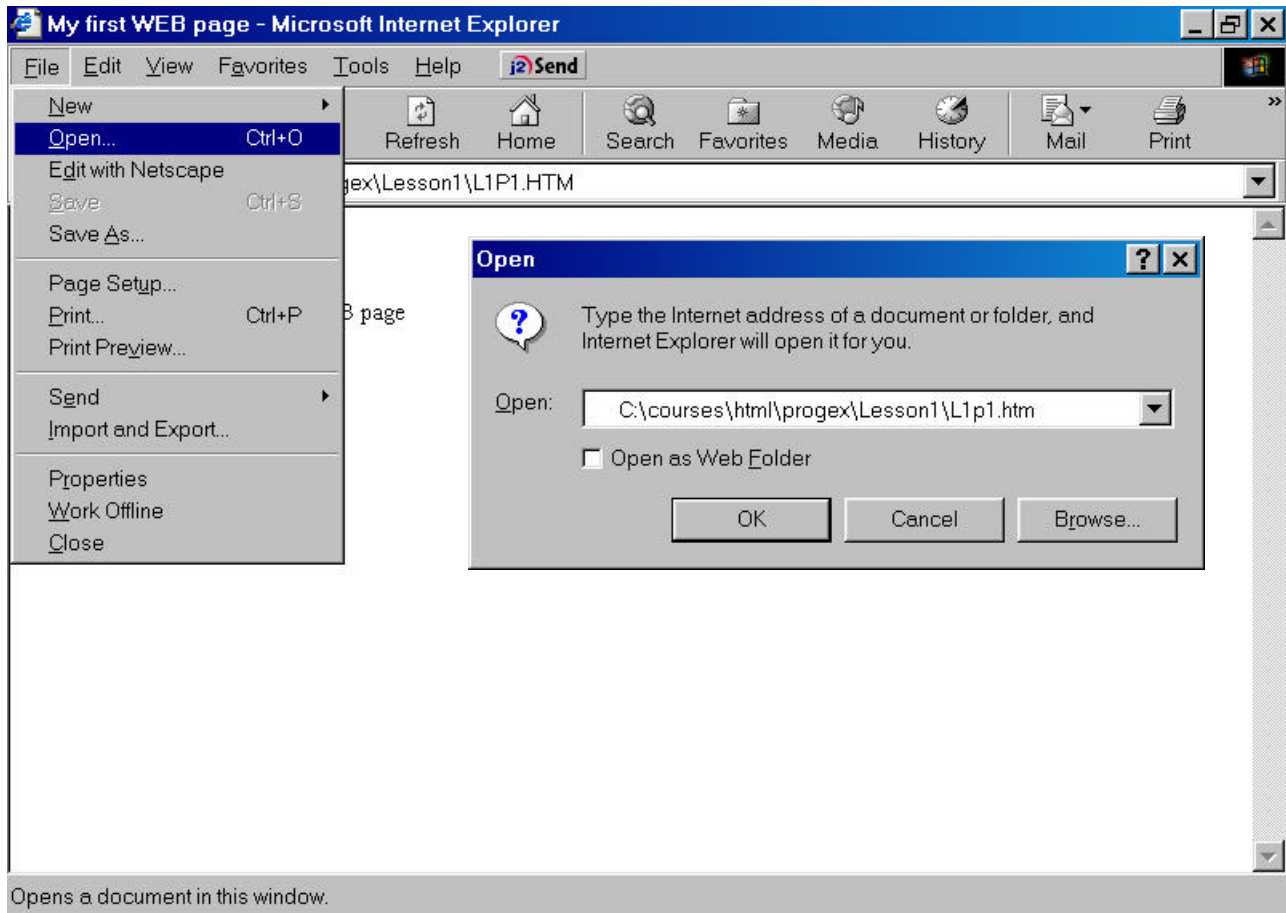 My first WEB page - Microsoft Internet Explorer
File Edit View Favorites Tools Help j2 Send
New
Open... Ctrl+O
Edit with Netscape
Save Ctrl+S
Save As...
Page Setup...
Print... Ctrl+P
Print Preview...
Send
Import and Export...
Properties
Work Offline
Close
Refresh Home Search Favorites Media History Mail Print »
\Lesson1\L1P1.HTM
page
Open
Type the Internet address of a document or folder, and
Internet Explorer will open it for you.
Open: C:\courses\html\progex\Lesson1\L1p1.htm
Open as Web Folder
OK Cancel Browse...
Opens a document in this window.